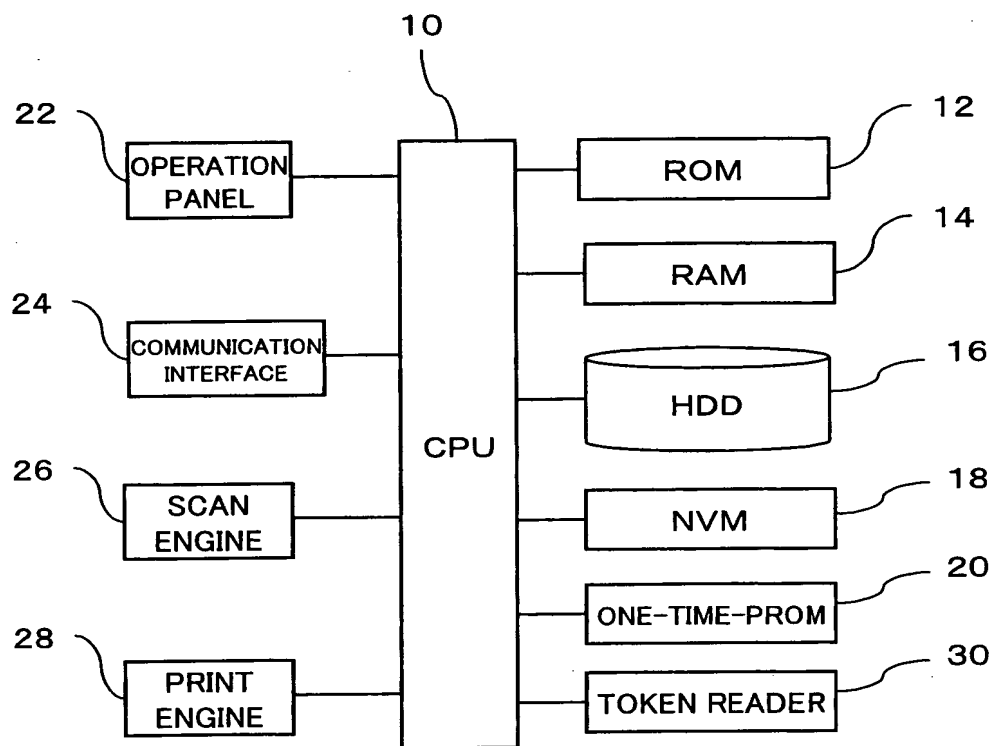 10
22
OPERATION
PANEL
12
ROM
14
RAM
24
COMMUNICATION
INTERFACE
16
HDD
CPU
26
SCAN
ENGINE
18
NVM
20
ONE-TIME-PROM
28
PRINT
ENGINE
30
TOKEN READER